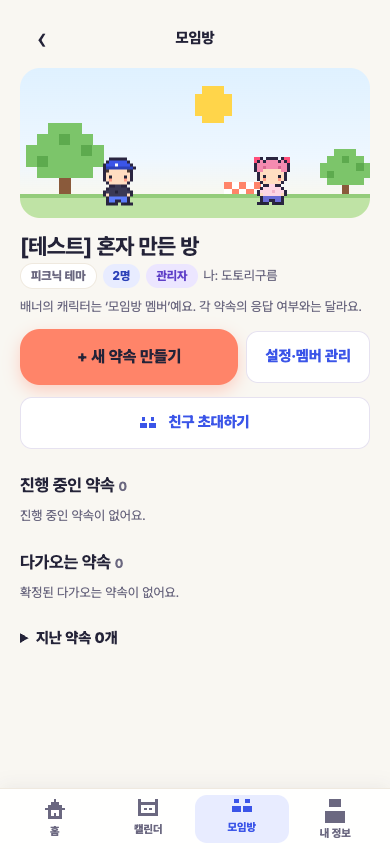 ❮ 모임방
[테스트] 혼자 만든 방
피크닉 테마 2명 관리자 나: 도토리구름
배너의 캐릭터는 ‘모임방 멤버’예요. 각 약속의 응답 여부와는 달라요.
+ 새 약속 만들기 설정·멤버 관리
친구 초대하기
진행 중인 약속 0
진행 중인 약속이 없어요.
다가오는 약속 0
확정된 다가오는 약속이 없어요.
▶ 지난 약속 0개
홈 캘린더 모임방 내 정보